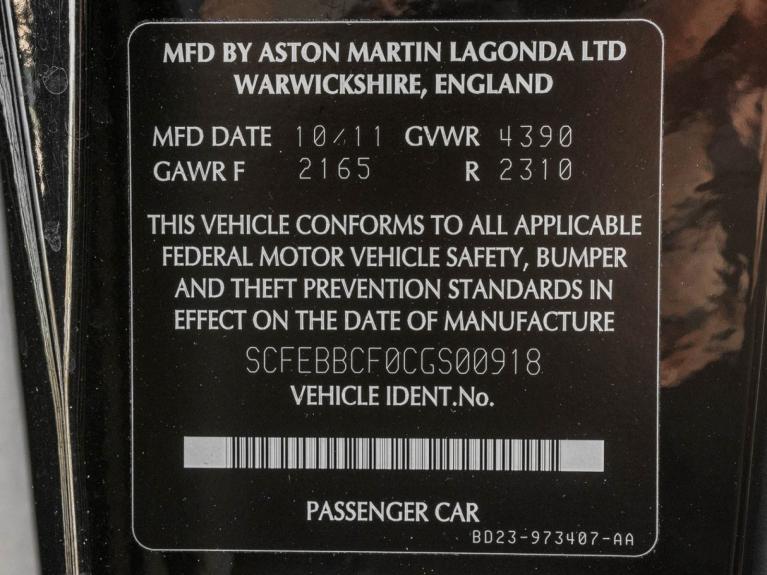 MFD BY ASTON MARTIN LAGONDA LTD
WARWICKSHIRE, ENGLAND
MFD DATE 10/11 GVWR 4390
GAWR F 2165 R 2310
THIS VEHICLE CONFORMS TO ALL APPLICABLE
FEDERAL MOTOR VEHICLE SAFETY, BUMPER
AND THEFT PREVENTION STANDARDS IN
EFFECT ON THE DATE OF MANUFACTURE
SCFEBBCF0CGS00918
VEHICLE IDENT.No.
PASSENGER CAR
BD23-973407-AA